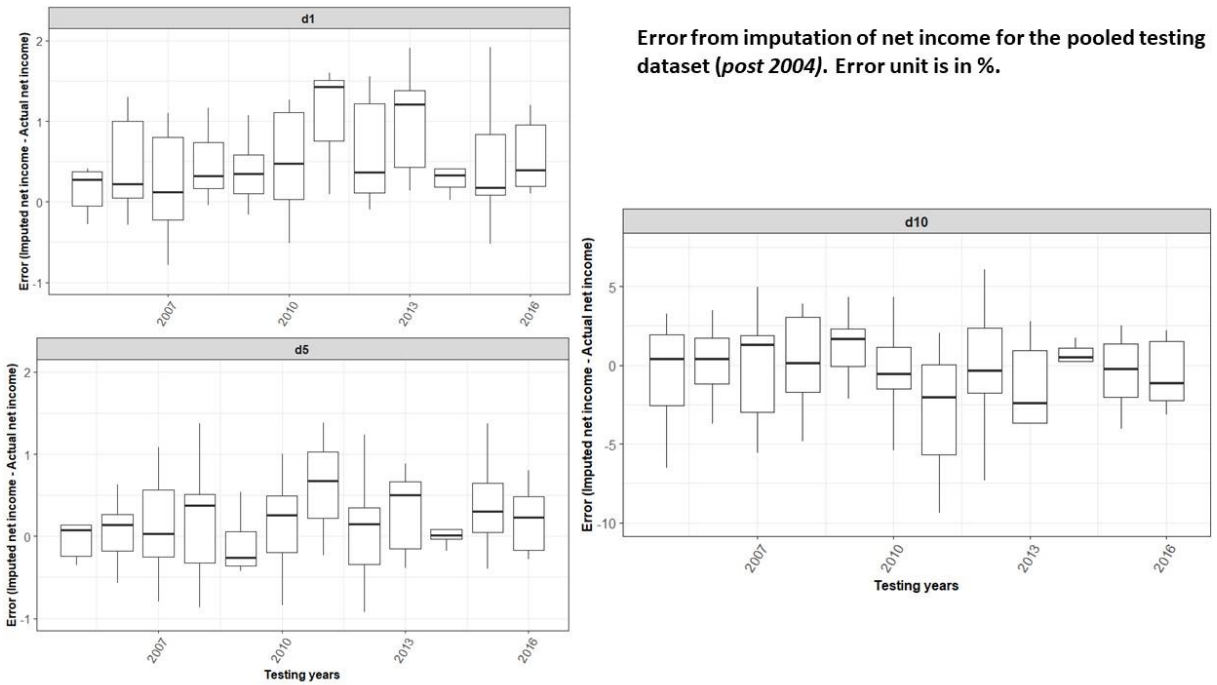 d1
Error (Imputed net income - Actual net income)
2
1
0
-1
2007
2010
2013
2016
Error from imputation of net income for the pooled testing
dataset (post 2004). Error unit is in %.
d5
Error (Imputed net income - Actual net income)
2
1
0
-1
2007
2010
2013
2016
Testing years
d10
Error (Imputed net income - Actual net income)
5
0
-5
-10
2007
2010
2013
2016
Testing years